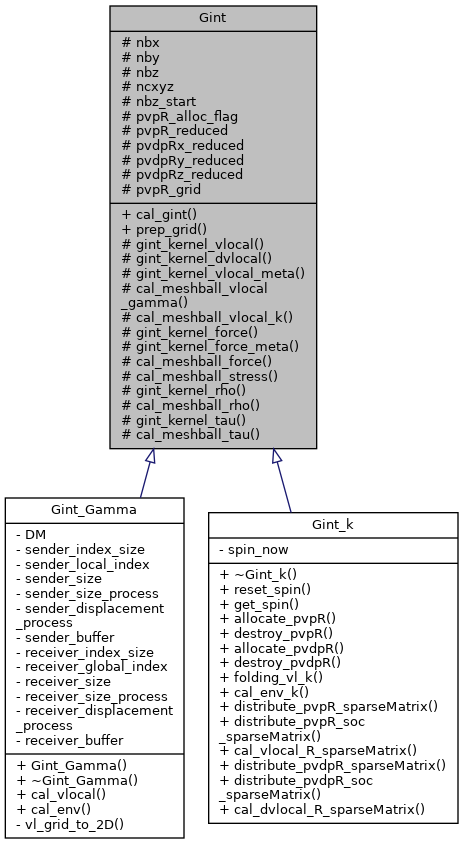 Gint
# nbx
# nby
# nbz
# ncxyz
# nbz_start
# pvpR_alloc_flag
# pvpR_reduced
# pvdpRx_reduced
# pvdpRy_reduced
# pvdpRz_reduced
# pvpR_grid
+ cal_gint()
+ prep_grid()
# gint_kernel_vlocal()
# gint_kernel_dvlocal()
# gint_kernel_vlocal_meta()
# cal_meshball_vlocal
_gamma()
# cal_meshball_vlocal_k()
# gint_kernel_force()
# gint_kernel_force_meta()
# cal_meshball_force()
# cal_meshball_stress()
# gint_kernel_rho()
# cal_meshball_rho()
# gint_kernel_tau()
# cal_meshball_tau()
Gint_Gamma
- DM
- sender_index_size
- sender_local_index
- sender_size
- sender_size_process
- sender_displacement
_process
- sender_buffer
- receiver_index_size
- receiver_global_index
- receiver_size
- receiver_size_process
- receiver_displacement
_process
- receiver_buffer
+ Gint_Gamma()
+ ~Gint_Gamma()
+ cal_vlocal()
+ cal_env()
- vl_grid_to_2D()
Gint_k
- spin_now
+ ~Gint_k()
+ reset_spin()
+ get_spin()
+ allocate_pvpR()
+ destroy_pvpR()
+ allocate_pvdpR()
+ destroy_pvdpR()
+ folding_vl_k()
+ cal_env_k()
+ distribute_pvpR_sparseMatrix()
+ distribute_pvpR_soc
_sparseMatrix()
+ cal_vlocal_R_sparseMatrix()
+ distribute_pvdpR_sparseMatrix()
+ distribute_pvdpR_soc
_sparseMatrix()
+ cal_dvlocal_R_sparseMatrix()